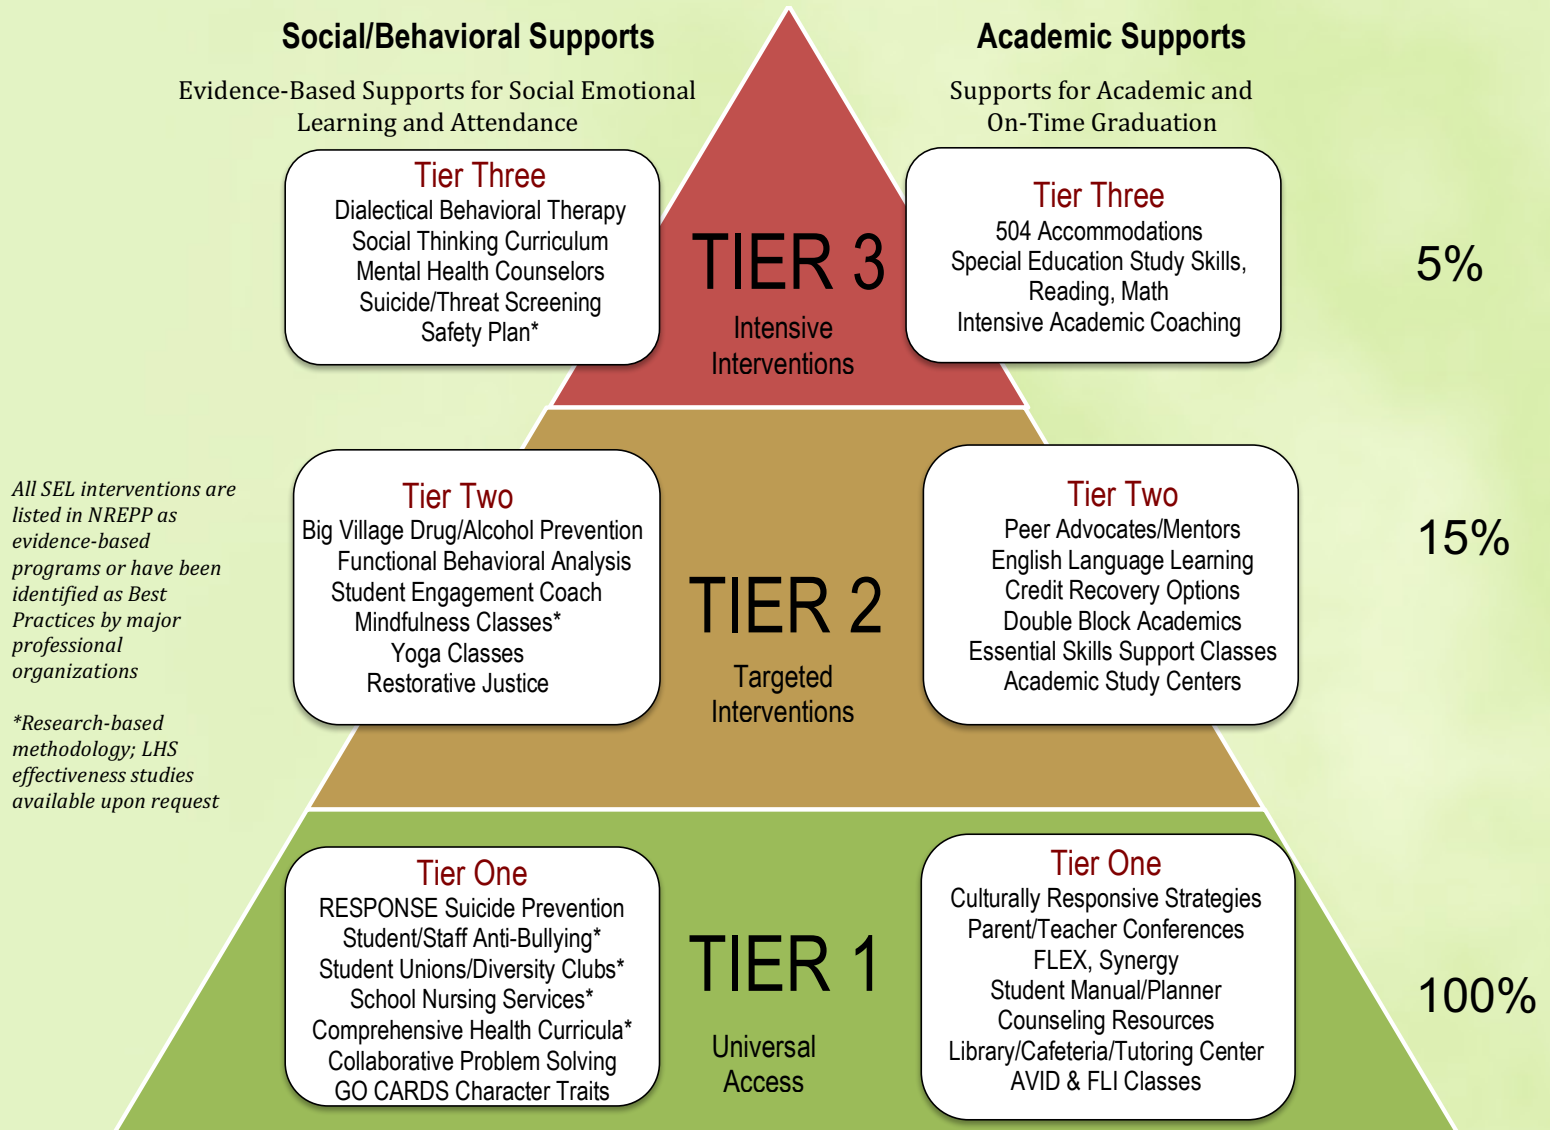 Social/Behavioral Supports
Evidence-Based Supports for Social Emotional
Learning and Attendance
Academic Supports
Supports for Academic and
On-Time Graduation
Tier Three
Dialectical Behavioral Therapy
Social Thinking Curriculum
Mental Health Counselors
Suicide/Threat Screening
Safety Plan*
TIER 3
Intensive
Interventions
Tier Three
504 Accommodations
Special Education Study Skills,
Reading, Math
Intensive Academic Coaching
5%
All SEL interventions are
listed in NREPP as
evidence-based
programs or have been
identified as Best
Practices by major
professional
organizations
*Research-based
methodology; LHS
effectiveness studies
available upon request
Tier Two
Big Village Drug/Alcohol Prevention
Functional Behavioral Analysis
Student Engagement Coach
Mindfulness Classes*
Yoga Classes
Restorative Justice
TIER 2
Targeted
Interventions
Tier Two
Peer Advocates/Mentors
English Language Learning
Credit Recovery Options
Double Block Academics
Essential Skills Support Classes
Academic Study Centers
15%
Tier One
RESPONSE Suicide Prevention
Student/Staff Anti-Bullying*
Student Unions/Diversity Clubs*
School Nursing Services*
Comprehensive Health Curricula*
Collaborative Problem Solving
GO CARDS Character Traits
TIER 1
Universal
Access
Tier One
Culturally Responsive Strategies
Parent/Teacher Conferences
FLEX, Synergy
Student Manual/Planner
Counseling Resources
Library/Cafeteria/Tutoring Center
AVID & FLI Classes
100%